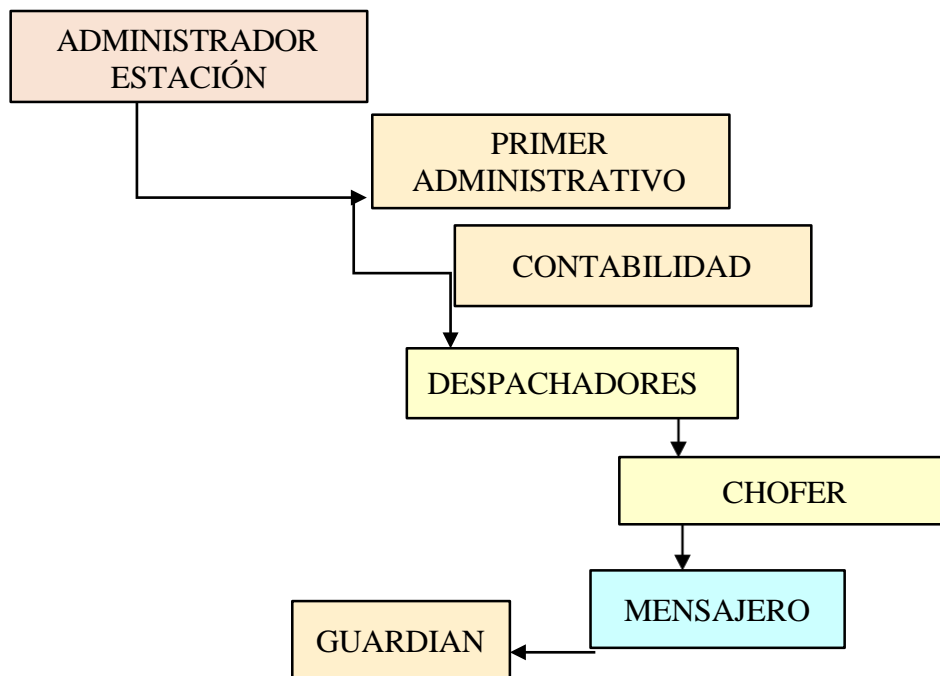 ADMINISTRADOR
ESTACIÓN
PRIMER
ADMINISTRATIVO
CONTABILIDAD
DESPACHADORES
CHOFER
MENSAJERO
GUARDIAN